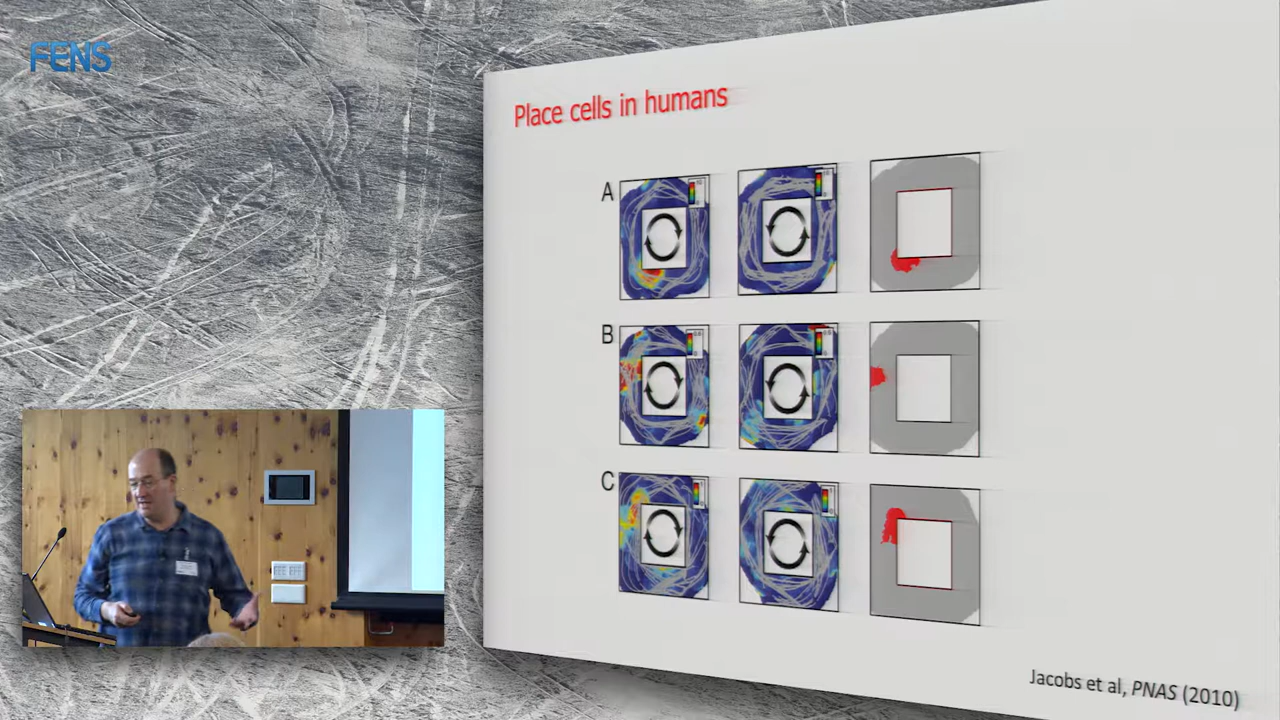 FENS
Place cells in humans
A
B
C
Jacobs et al, PNAS (2010)